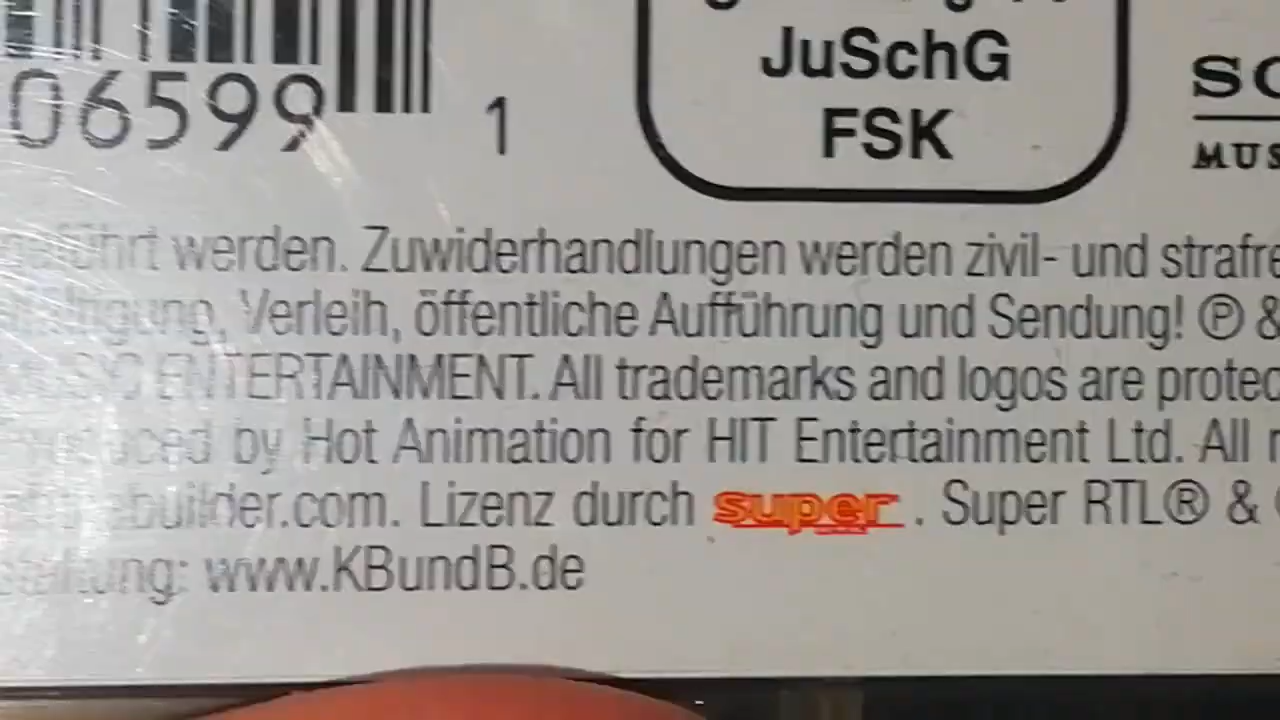 06599 1
JuSchG
FSK
MUS
geführt werden. Zuwiderhandlungen werden zivil- und strafre
Verleih, öffentliche Aufführung und Sendung! ℗ &
MUSIC ENTERTAINMENT. All trademarks and logos are protec
by Hot Animation for HIT Entertainment Ltd. All r
builder.com. Lizenz durch super . Super RTL® &
www.KBundB.de